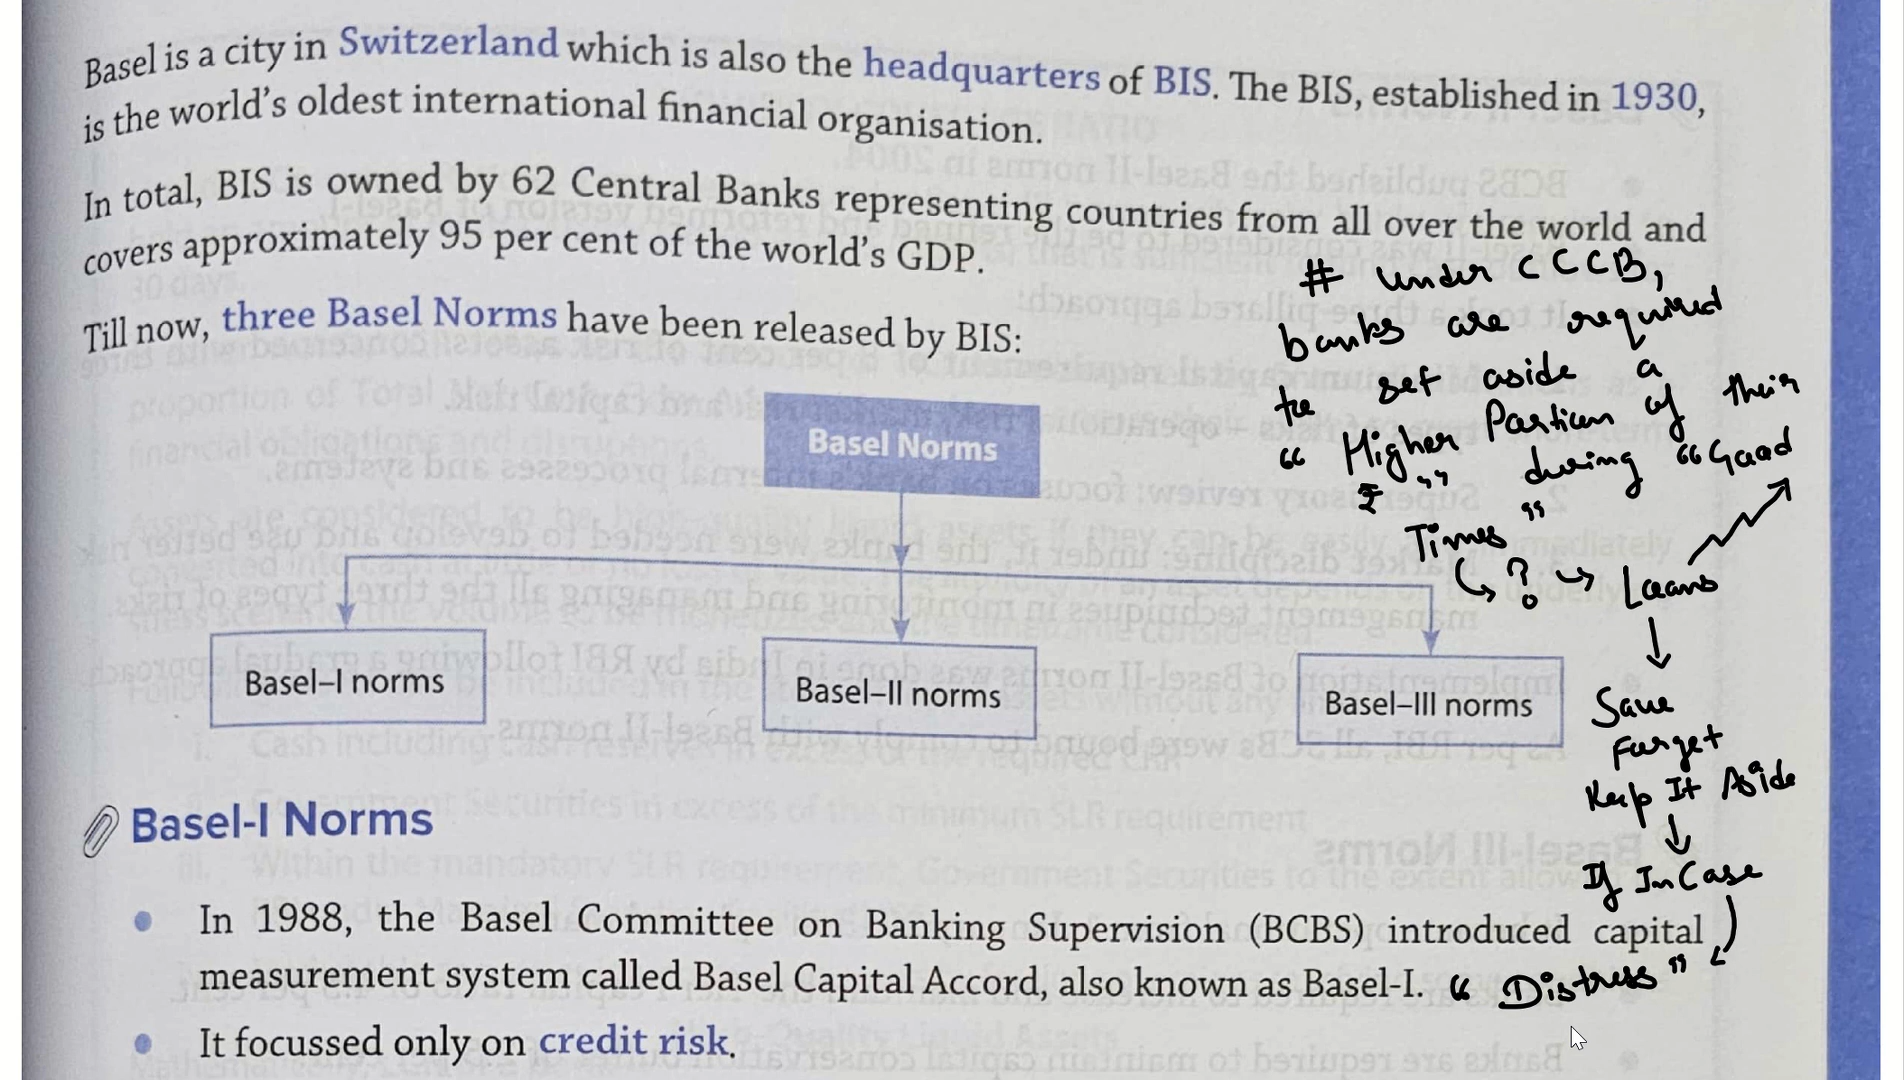 Basel is a city in Switzerland which is also the headquarters of BIS. The BIS, established in 1930,
is the world's oldest international financial organisation.
In total, BIS is owned by 62 Central Banks representing countries from all over the world and
covers approximately 95 per cent of the world's GDP.
Till now, three Basel Norms have been released by BIS:
# under CCCB,
banks are required
to set aside a
"Higher Portion of their
₹" during "Good
Times"
↳ ? ↪ Loans
Basel Norms
Basel–I norms
Basel–II norms
Basel–III norms
Save
Forget
Keep It Aside
If In Case
"Distress"
Basel-I Norms
• In 1988, the Basel Committee on Banking Supervision (BCBS) introduced capital
measurement system called Basel Capital Accord, also known as Basel-I.
• It focussed only on credit risk.